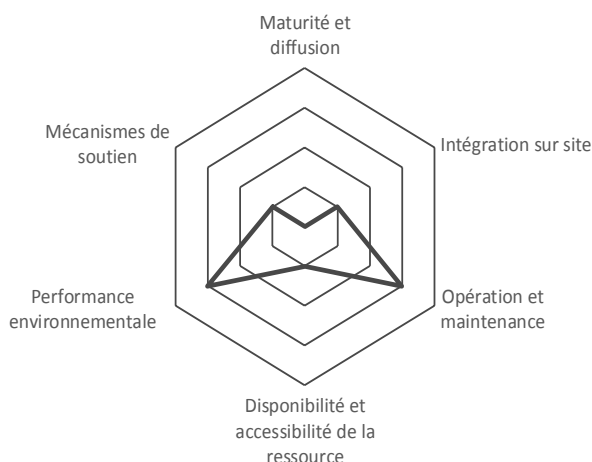 Maturité et
diffusion
Mécanismes de
soutien
Intégration sur site
Performance
environnementale
Opération et
maintenance
Disponibilité et
accessibilité de la
ressource